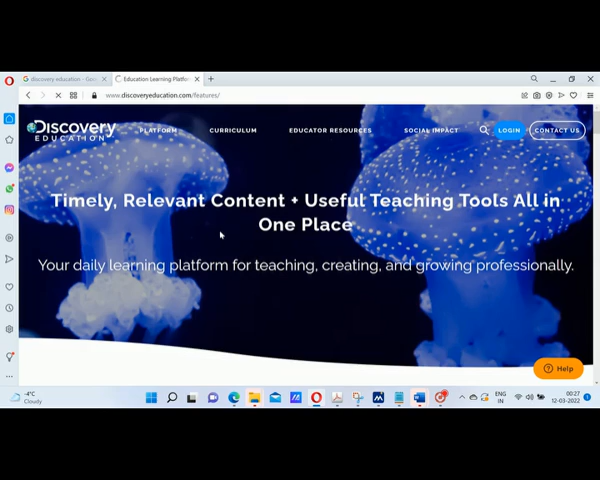 discovery education - Goo
Education Learning Platfor
www.discoveryeducation.com/features/
Discovery
EDUCATION
PLATFORM
CURRICULUM
EDUCATOR RESOURCES
SOCIAL IMPACT
LOGIN
CONTACT US
Timely, Relevant Content + Useful Teaching Tools All in
One Place
Your daily learning platform for teaching, creating, and growing professionally.
Help
-4°C
Cloudy
ENG
IN
00:27
12-03-2022